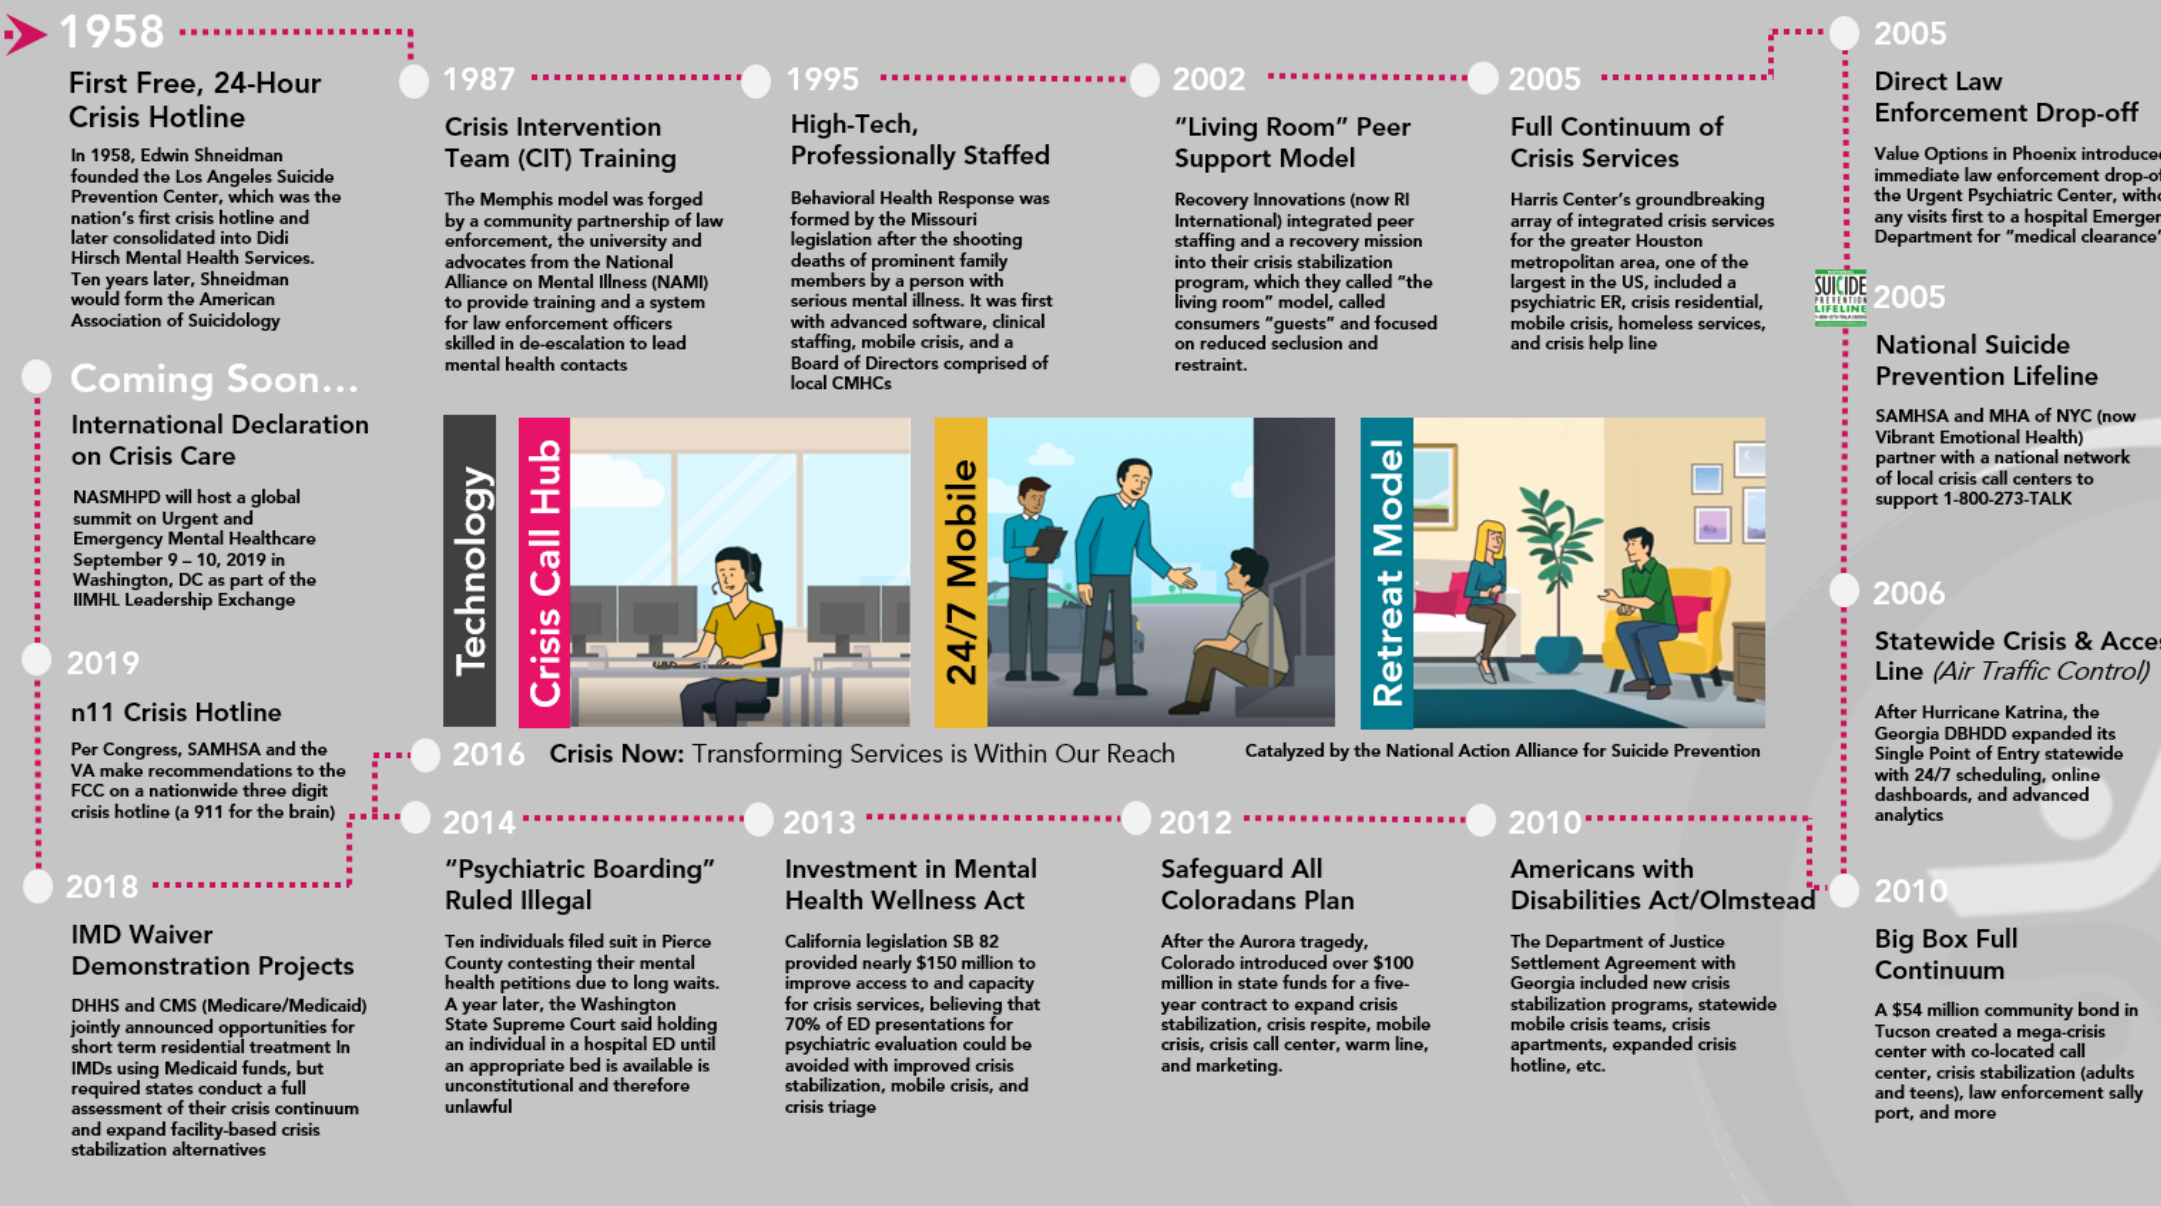 1958
First Free, 24-Hour
Crisis Hotline
In 1958, Edwin Shneidman
founded the Los Angeles Suicide
Prevention Center, which was the
nation's first crisis hotline and
later consolidated into Didi
Hirsch Mental Health Services.
Ten years later, Shneidman
would form the American
Association of Suicidology
1987
Crisis Intervention
Team (CIT) Training
The Memphis model was forged
by a community partnership of law
enforcement, the university and
advocates from the National
Alliance on Mental Illness (NAMI)
to provide training and a system
for law enforcement officers
skilled in de-escalation to lead
mental health contacts
1995
High-Tech,
Professionally Staffed
Behavioral Health Response was
formed by the Missouri
legislation after the shooting
deaths of prominent family
members by a person with
serious mental illness. It was first
with advanced software, clinical
staffing, mobile crisis, and a
Board of Directors comprised of
local CMHCs
2002
"Living Room" Peer
Support Model
Recovery Innovations (now RI
International) integrated peer
staffing and a recovery mission
into their crisis stabilization
program, which they called "the
living room" model, called
consumers "guests" and focused
on reduced seclusion and
restraint.
2005
Full Continuum of
Crisis Services
Harris Center's groundbreaking
array of integrated crisis services
for the greater Houston
metropolitan area, one of the
largest in the US, included a
psychiatric ER, crisis residential,
mobile crisis, homeless services,
and crisis help line
2005
Direct Law
Enforcement Drop-off
Value Options in Phoenix introduced
immediate law enforcement drop-of
the Urgent Psychiatric Center, witho
any visits first to a hospital Emergen
Department for "medical clearance"
SUICIDE
PREVENTION
LIFELINE
2005
National Suicide
Prevention Lifeline
SAMHSA and MHA of NYC (now
Vibrant Emotional Health)
partner with a national network
of local crisis call centers to
support 1-800-273-TALK
2006
Statewide Crisis & Acces
Line (Air Traffic Control)
After Hurricane Katrina, the
Georgia DBHDD expanded its
Single Point of Entry statewide
with 24/7 scheduling, online
dashboards, and advanced
analytics
2010
Big Box Full
Continuum
A $54 million community bond in
Tucson created a mega-crisis
center with co-located call
center, crisis stabilization (adults
and teens), law enforcement sally
port, and more
2010
Americans with
Disabilities Act/Olmstead
The Department of Justice
Settlement Agreement with
Georgia included new crisis
stabilization programs, statewide
mobile crisis teams, crisis
apartments, expanded crisis
hotline, etc.
2012
Safeguard All
Coloradans Plan
After the Aurora tragedy,
Colorado introduced over $100
million in state funds for a five-
year contract to expand crisis
stabilization, crisis respite, mobile
crisis, crisis call center, warm line,
and marketing.
2013
Investment in Mental
Health Wellness Act
California legislation SB 82
provided nearly $150 million to
improve access to and capacity
for crisis services, believing that
70% of ED presentations for
psychiatric evaluation could be
avoided with improved crisis
stabilization, mobile crisis, and
crisis triage
2014
"Psychiatric Boarding"
Ruled Illegal
Ten individuals filed suit in Pierce
County contesting their mental
health petitions due to long waits.
A year later, the Washington
State Supreme Court said holding
an individual in a hospital ED until
an appropriate bed is available is
unconstitutional and therefore
unlawful
2016 Crisis Now: Transforming Services is Within Our Reach
Catalyzed by the National Action Alliance for Suicide Prevention
Technology
Crisis Call Hub
24/7 Mobile
Retreat Model
2018
IMD Waiver
Demonstration Projects
DHHS and CMS (Medicare/Medicaid)
jointly announced opportunities for
short term residential treatment In
IMDs using Medicaid funds, but
required states conduct a full
assessment of their crisis continuum
and expand facility-based crisis
stabilization alternatives
2019
n11 Crisis Hotline
Per Congress, SAMHSA and the
VA make recommendations to the
FCC on a nationwide three digit
crisis hotline (a 911 for the brain)
Coming Soon...
International Declaration
on Crisis Care
NASMHPD will host a global
summit on Urgent and
Emergency Mental Healthcare
September 9 – 10, 2019 in
Washington, DC as part of the
IIMHL Leadership Exchange